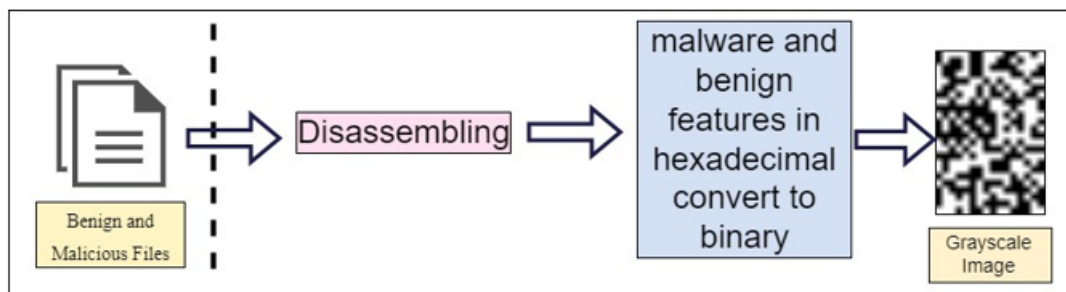 Benign and
Malicious Files
Disassembling
malware and
benign
features in
hexadecimal
convert to
binary
Grayscale
Image